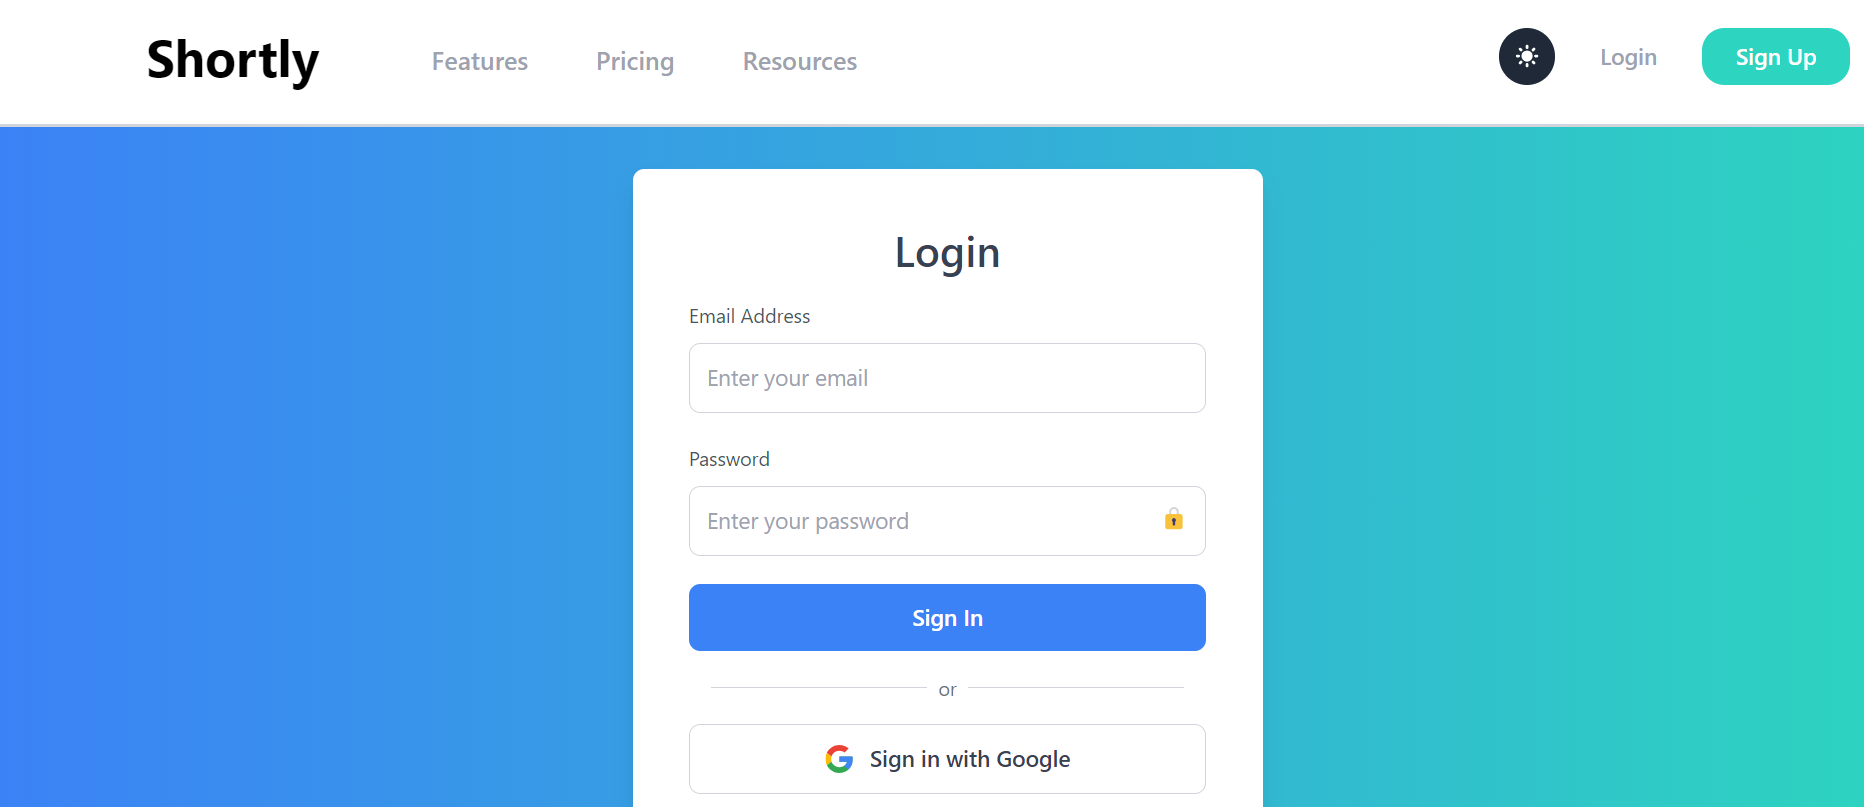 Shortly Features Pricing Resources Login Sign Up
Login
Email Address
Enter your email
Password
Enter your password
Sign In
or
Sign in with Google